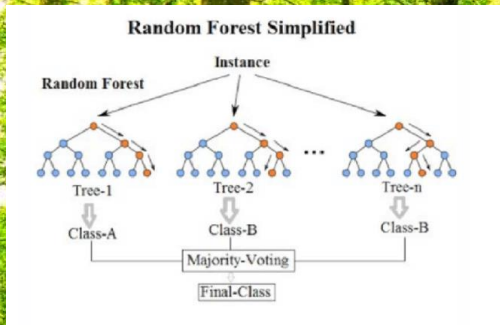 Random Forest Simplified
Instance
Random Forest
...
Tree-1 Tree-2 Tree-n
Class-A Class-B Class-B
Majority-Voting
Final-Class